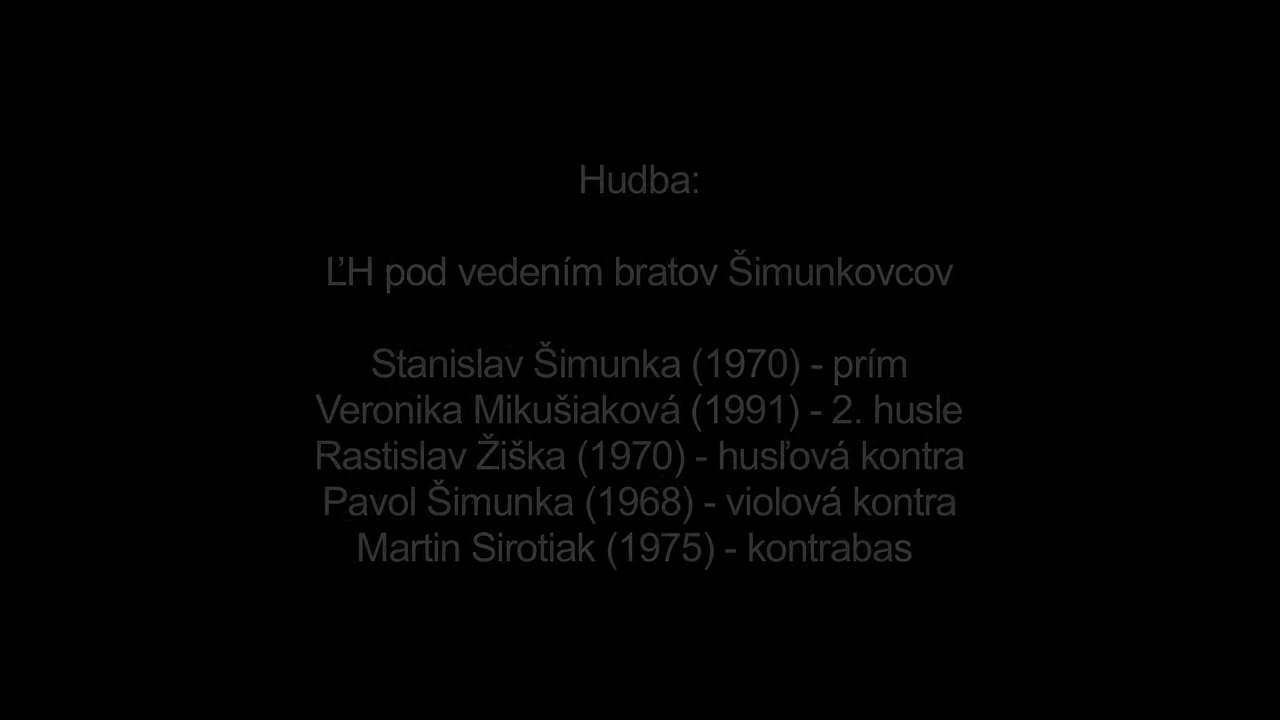 Hudba:
ĽH pod vedením bratov Šimunkovcov
Stanislav Šimunka (1970) - prím
Veronika Mikušiaková (1991) - 2. husle
Rastislav Žiška (1970) - husľová kontra
Pavol Šimunka (1968) - violová kontra
Martin Sirotiak (1975) - kontrabas